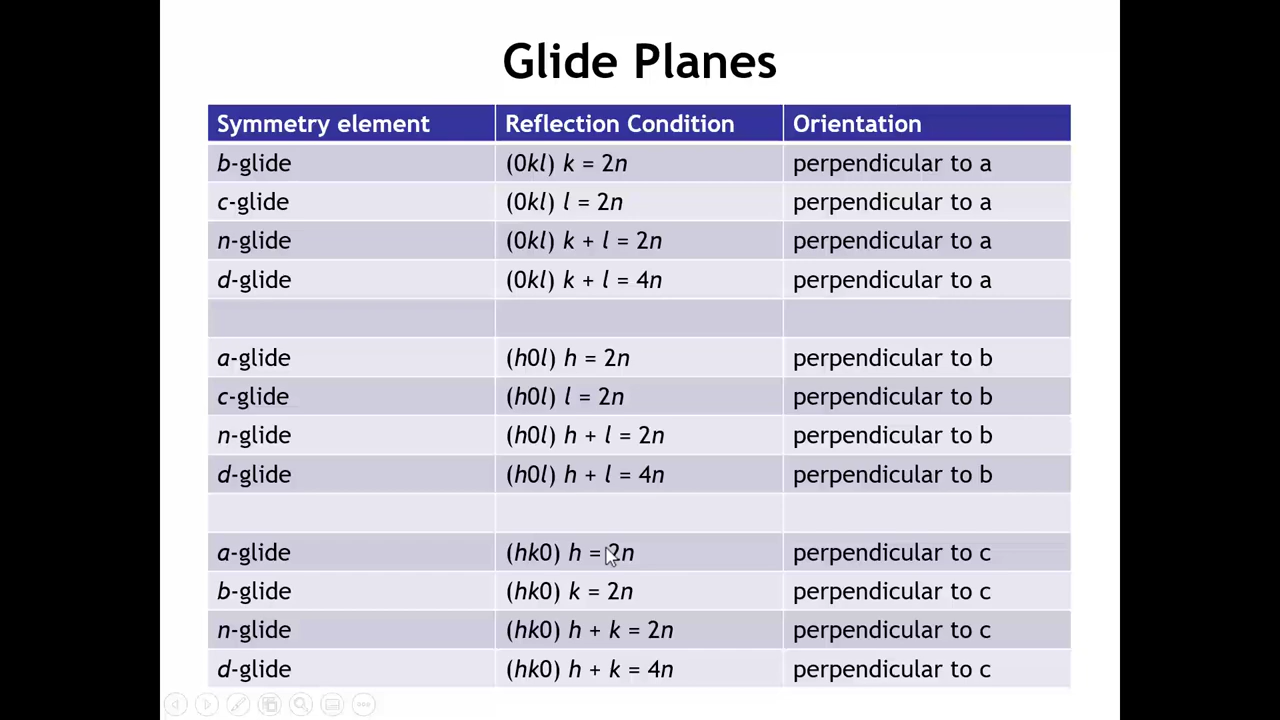 Glide Planes
Symmetry element Reflection Condition Orientation
b-glide (0kl) k = 2n perpendicular to a
c-glide (0kl) l = 2n perpendicular to a
n-glide (0kl) k + l = 2n perpendicular to a
d-glide (0kl) k + l = 4n perpendicular to a
a-glide (h0l) h = 2n perpendicular to b
c-glide (h0l) l = 2n perpendicular to b
n-glide (h0l) h + l = 2n perpendicular to b
d-glide (h0l) h + l = 4n perpendicular to b
a-glide (hk0) h = 2n perpendicular to c
b-glide (hk0) k = 2n perpendicular to c
n-glide (hk0) h + k = 2n perpendicular to c
d-glide (hk0) h + k = 4n perpendicular to c